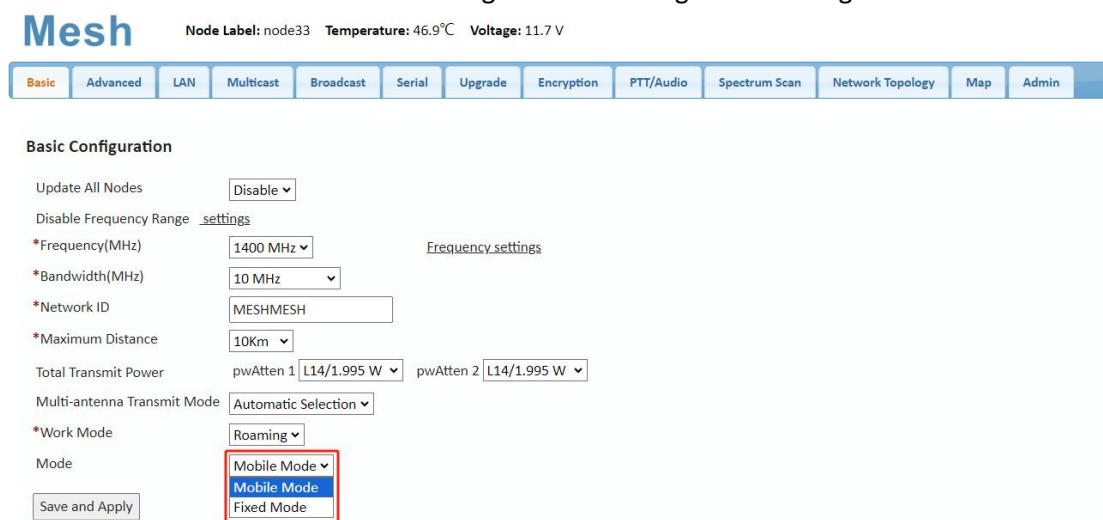 Mesh Node Label: node33 Temperature: 46.9℃ Voltage: 11.7 V
Basic Advanced LAN Multicast Broadcast Serial Upgrade Encryption PTT/Audio Spectrum Scan Network Topology Map Admin
Basic Configuration
Update All Nodes Disable
Disable Frequency Range settings
*Frequency(MHz) 1400 MHz Frequency settings
*Bandwidth(MHz) 10 MHz
*Network ID MESHMESH
*Maximum Distance 10Km
Total Transmit Power pwAtten 1 L14/1.995 W pwAtten 2 L14/1.995 W
Multi-antenna Transmit Mode Automatic Selection
*Work Mode Roaming
Mode Mobile Mode
Mobile Mode
Save and Apply Fixed Mode